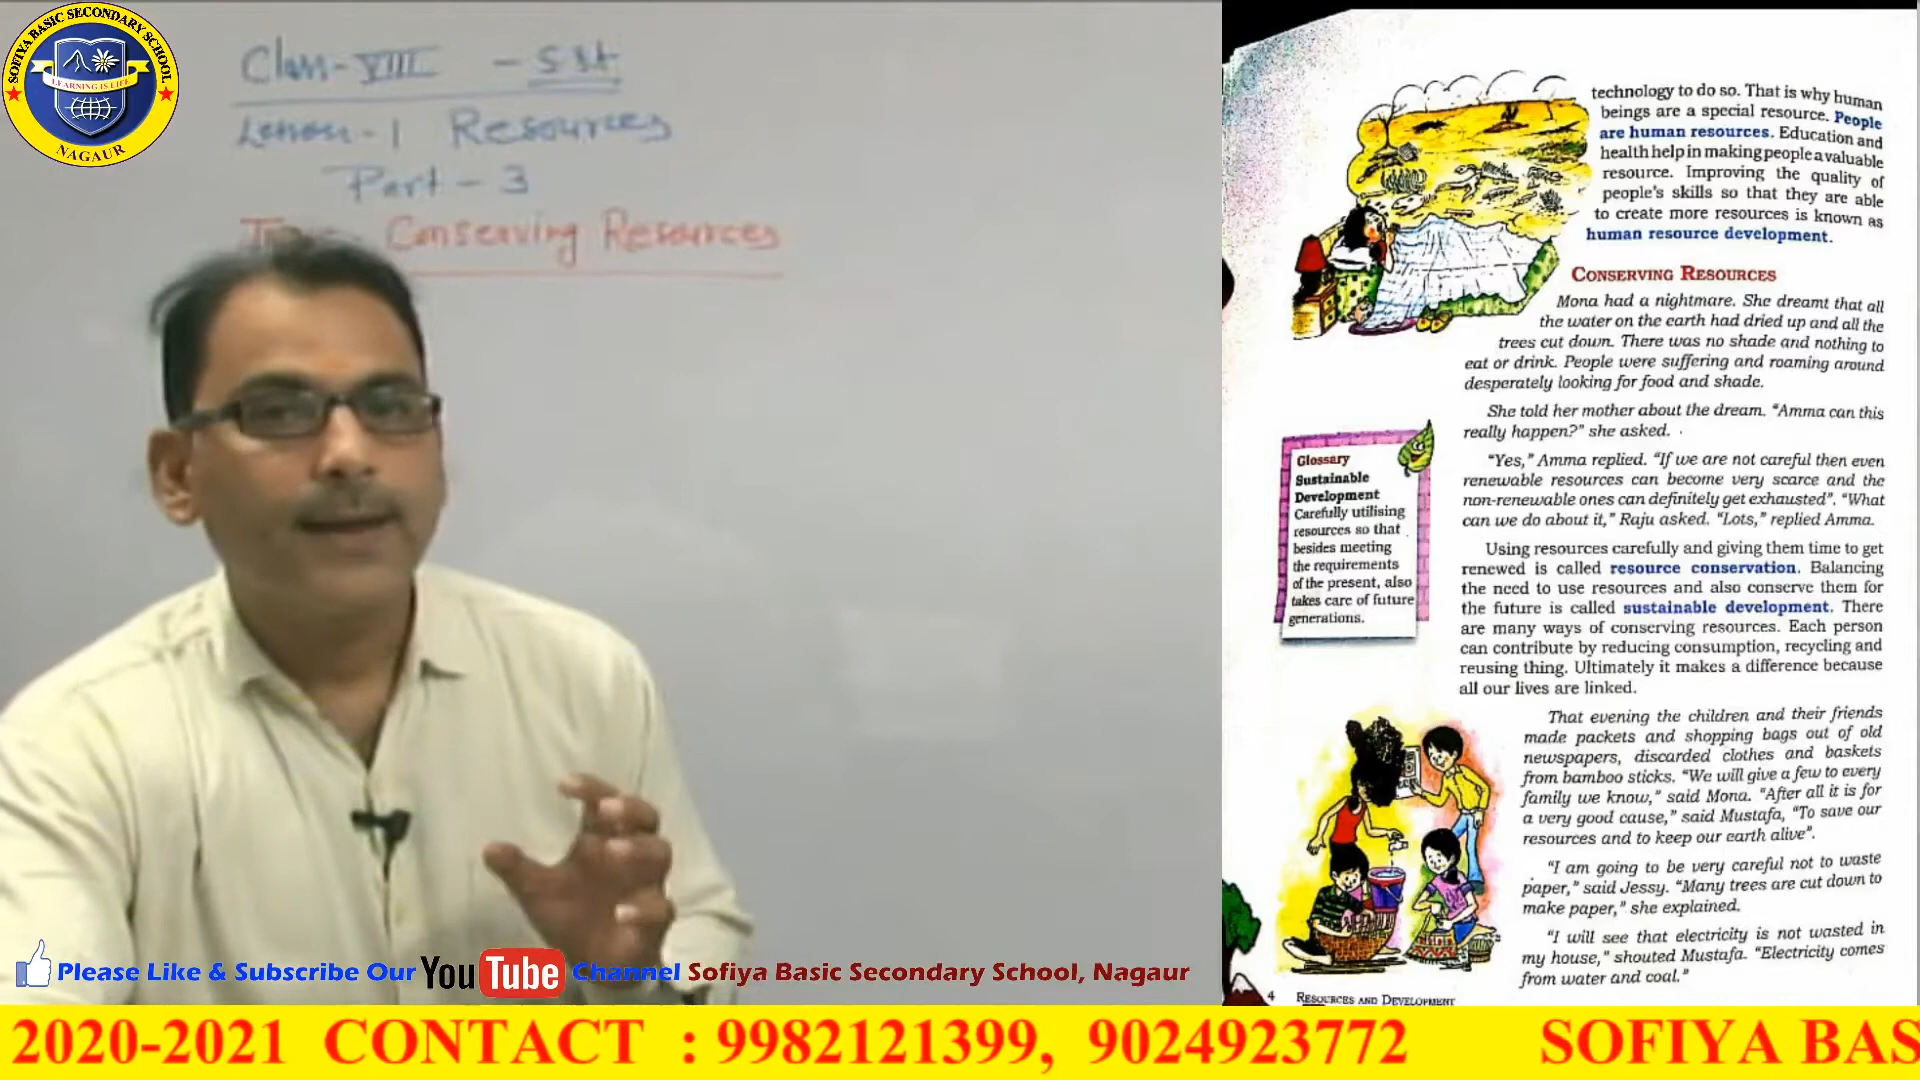 SOFIYA BASIC SECONDARY SCHOOL
LEARNING IS LIFE
NAGAUR
Class-VIII - SSt
Lesson-1 Resources
Part-3
Conserving Resources
technology to do so. That is why human
beings are a special resource. People
are human resources. Education and
health help in making people a valuable
resource. Improving the quality of
people's skills so that they are able
to create more resources is known as
human resource development.
CONSERVING RESOURCES
Mona had a nightmare. She dreamt that all
the water on the earth had dried up and all the
trees cut down. There was no shade and nothing to
eat or drink. People were suffering and roaming around
desperately looking for food and shade.
She told her mother about the dream. "Amma can this
really happen?" she asked.
"Yes," Amma replied. "If we are not careful then even
renewable resources can become very scarce and the
non-renewable ones can definitely get exhausted". "What
can we do about it," Raju asked. "Lots," replied Amma.
Using resources carefully and giving them time to get
renewed is called resource conservation. Balancing
the need to use resources and also conserve them for
the future is called sustainable development. There
are many ways of conserving resources. Each person
can contribute by reducing consumption, recycling and
reusing thing. Ultimately it makes a difference because
all our lives are linked.
Glossary
Sustainable
Development
Carefully utilising
resources so that
besides meeting
the requirements
of the present, also
takes care of future
generations.
That evening the children and their friends
made packets and shopping bags out of old
newspapers, discarded clothes and baskets
from bamboo sticks. "We will give a few to every
family we know," said Mona. "After all it is for
a very good cause," said Mustafa, "To save our
resources and to keep our earth alive".
"I am going to be very careful not to waste
paper," said Jessy. "Many trees are cut down to
make paper," she explained.
"I will see that electricity is not wasted in
my house," shouted Mustafa. "Electricity comes
from water and coal."
4 RESOURCES AND DEVELOPMENT
Please Like & Subscribe Our YouTube Channel Sofiya Basic Secondary School, Nagaur
2020-2021 CONTACT : 9982121399, 9024923772 SOFIYA BAS